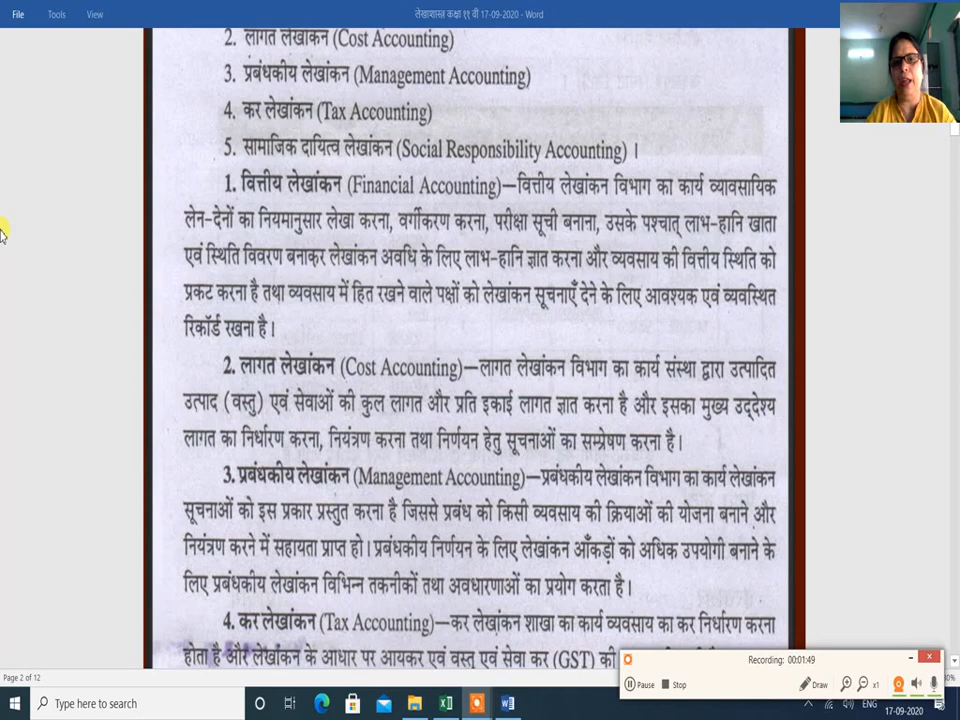 File Tools View लेखाशास्त्र कक्षा ११ वी 17-09-2020 - Word
2. लागत लेखांकन (Cost Accounting)
3. प्रबंधकीय लेखांकन (Management Accounting)
4. कर लेखांकन (Tax Accounting)
5. सामाजिक दायित्व लेखांकन (Social Responsibility Accounting) ।
1. वित्तीय लेखांकन (Financial Accounting)—वित्तीय लेखांकन विभाग का कार्य व्यावसायिक
लेन-देनों का नियमानुसार लेखा करना, वर्गीकरण करना, परीक्षा सूची बनाना, उसके पश्चात् लाभ-हानि खाता
एवं स्थिति विवरण बनाकर लेखांकन अवधि के लिए लाभ-हानि ज्ञात करना और व्यवसाय की वित्तीय स्थिति को
प्रकट करना है तथा व्यवसाय में हित रखने वाले पक्षों को लेखांकन सूचनाएँ देने के लिए आवश्यक एवं व्यवस्थित
रिकॉर्ड रखना है।
2. लागत लेखांकन (Cost Accounting)—लागत लेखांकन विभाग का कार्य संस्था द्वारा उत्पादित
उत्पाद (वस्तु) एवं सेवाओं की कुल लागत और प्रति इकाई लागत ज्ञात करना है और इसका मुख्य उद्देश्य
लागत का निर्धारण करना, नियंत्रण करना तथा निर्णयन हेतु सूचनाओं का सम्प्रेषण करना है।
3. प्रबंधकीय लेखांकन (Management Accounting)—प्रबंधकीय लेखांकन विभाग का कार्य लेखांकन
सूचनाओं को इस प्रकार प्रस्तुत करना है जिससे प्रबंध को किसी व्यवसाय की क्रियाओं की योजना बनाने और
नियंत्रण करने में सहायता प्राप्त हो। प्रबंधकीय निर्णयन के लिए लेखांकन आँकड़ों को अधिक उपयोगी बनाने के
लिए प्रबंधकीय लेखांकन विभिन्न तकनीकों तथा अवधारणाओं का प्रयोग करता है।
4. कर लेखांकन (Tax Accounting)—कर लेखांकन शाखा का कार्य व्यवसाय का कर निर्धारण करना
होता है और लेखांकन के आधार पर आयकर एवं वस्तु एवं सेवा कर (GST) की
Recording: 00:01:49
Pause Stop Draw x1
Page 2 of 12
Type here to search
ENG
17-09-2020